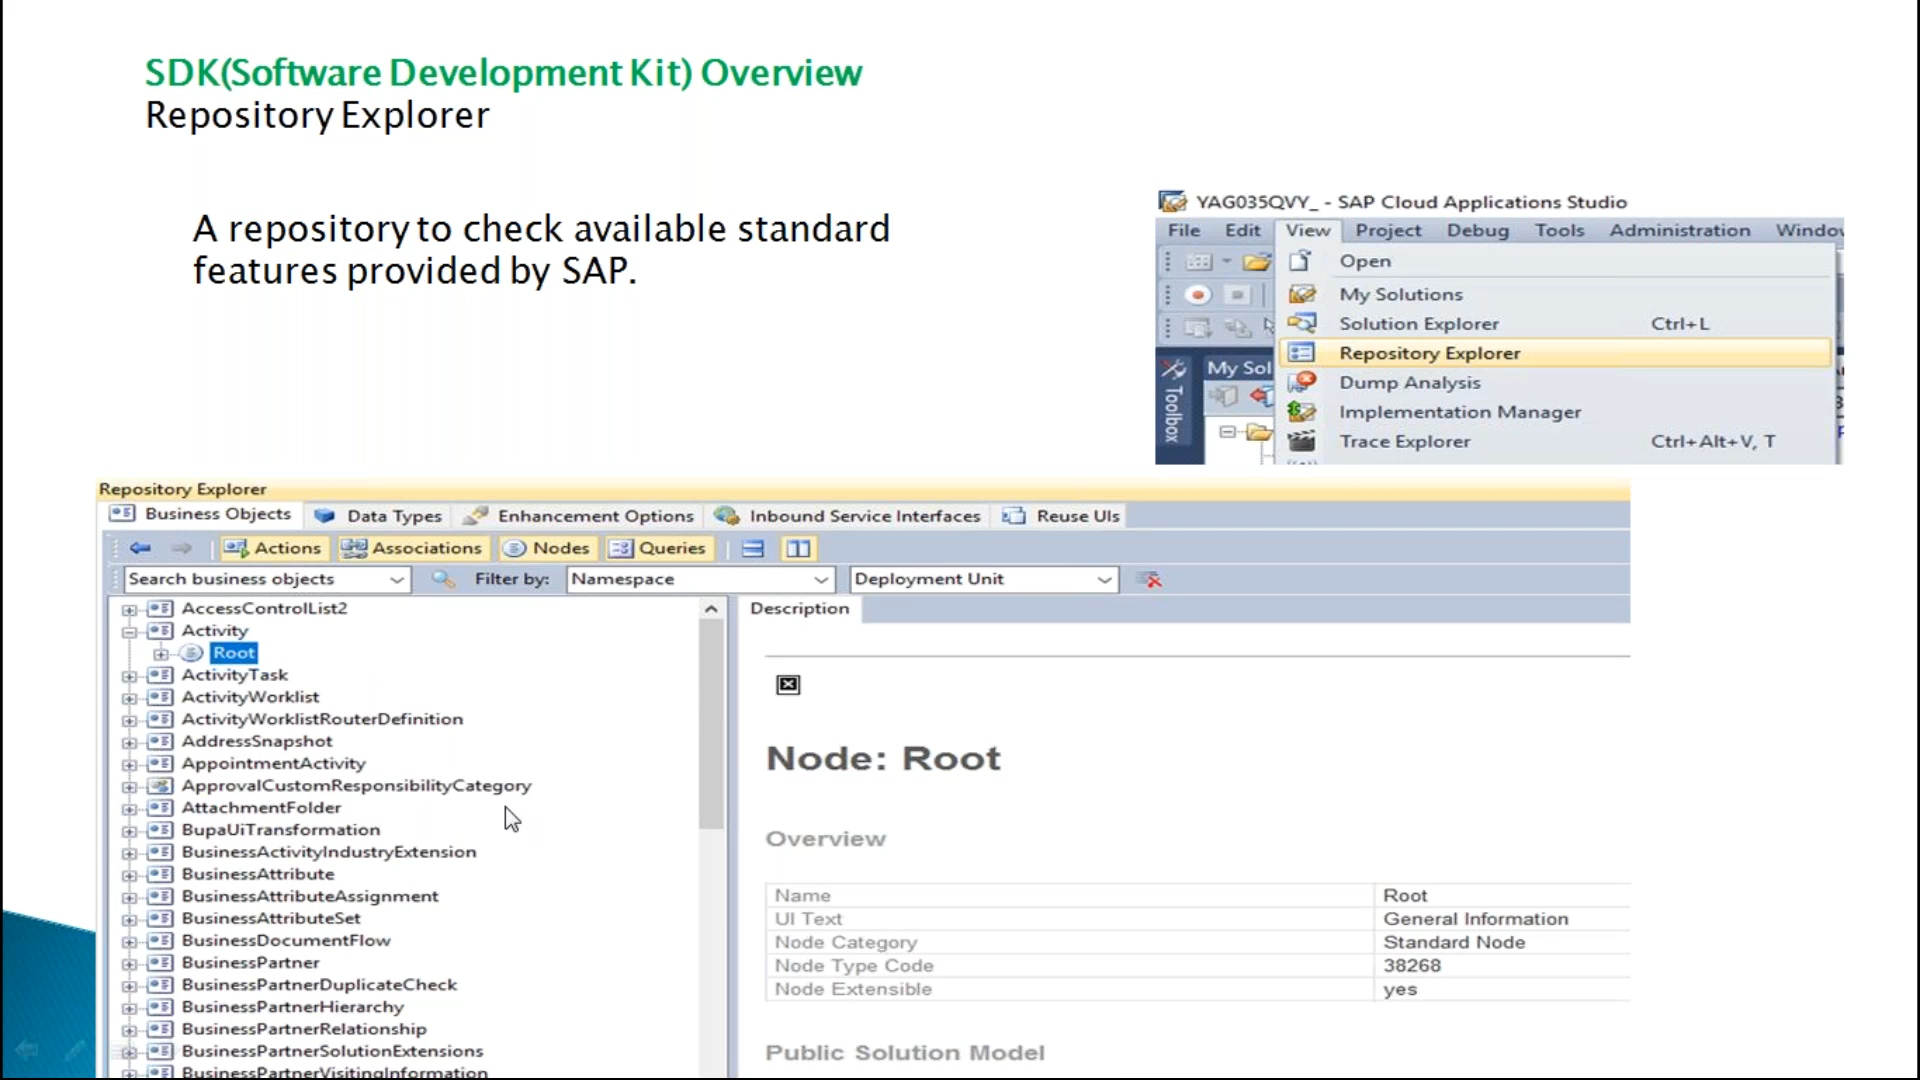 SDK(Software Development Kit) Overview
Repository Explorer
A repository to check available standard
features provided by SAP.
YAG035QVY_ - SAP Cloud Applications Studio
File Edit View Project Debug Tools Administration Window
Open
My Solutions
Solution Explorer Ctrl+L
Repository Explorer
Dump Analysis
Implementation Manager
Trace Explorer Ctrl+Alt+V, T
My Sol
Toolbox
Repository Explorer
Business Objects Data Types Enhancement Options Inbound Service Interfaces Reuse UIs
Actions Associations Nodes Queries
Search business objects Filter by: Namespace Deployment Unit
AccessControlList2
Activity
Root
ActivityTask
ActivityWorklist
ActivityWorklistRouterDefinition
AddressSnapshot
AppointmentActivity
ApprovalCustomResponsibilityCategory
AttachmentFolder
BupaUiTransformation
BusinessActivityIndustryExtension
BusinessAttribute
BusinessAttributeAssignment
BusinessAttributeSet
BusinessDocumentFlow
BusinessPartner
BusinessPartnerDuplicateCheck
BusinessPartnerHierarchy
BusinessPartnerRelationship
BusinessPartnerSolutionExtensions
BusinessPartnerVisitingInformation
Description
Node: Root
Overview
Name Root
UI Text General Information
Node Category Standard Node
Node Type Code 38268
Node Extensible yes
Public Solution Model